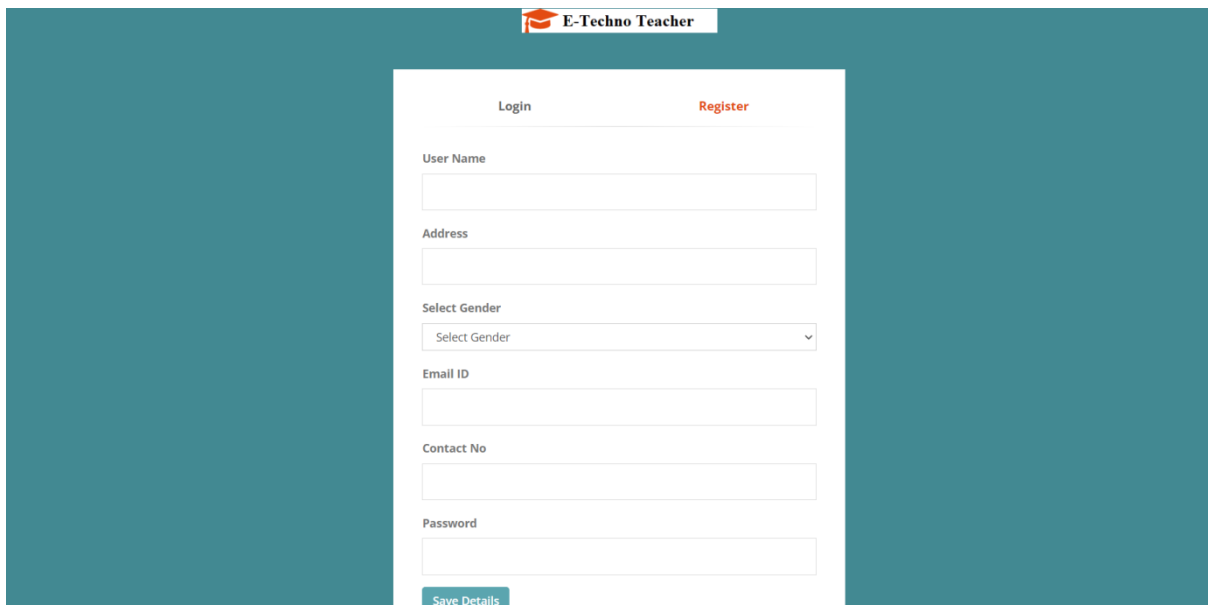 E-Techno Teacher
Login Register
User Name
Address
Select Gender
Select Gender
Email ID
Contact No
Password
Save Details